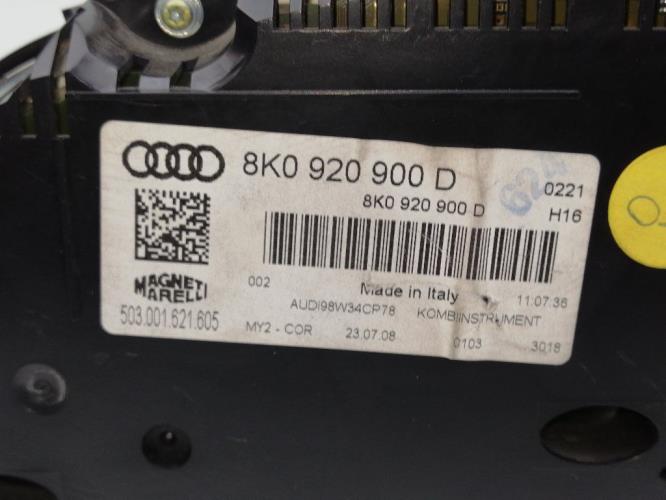 8K0 920 900 D
0221
8K0 920 900 D
H16
624
002
Made in Italy
11:07:36
MAGNETI
MARELLI
AUDI98W34CP78 KOMBIINSTRUMENT
503.001.621.605
MY2 - COR 23.07.08 0103 3018